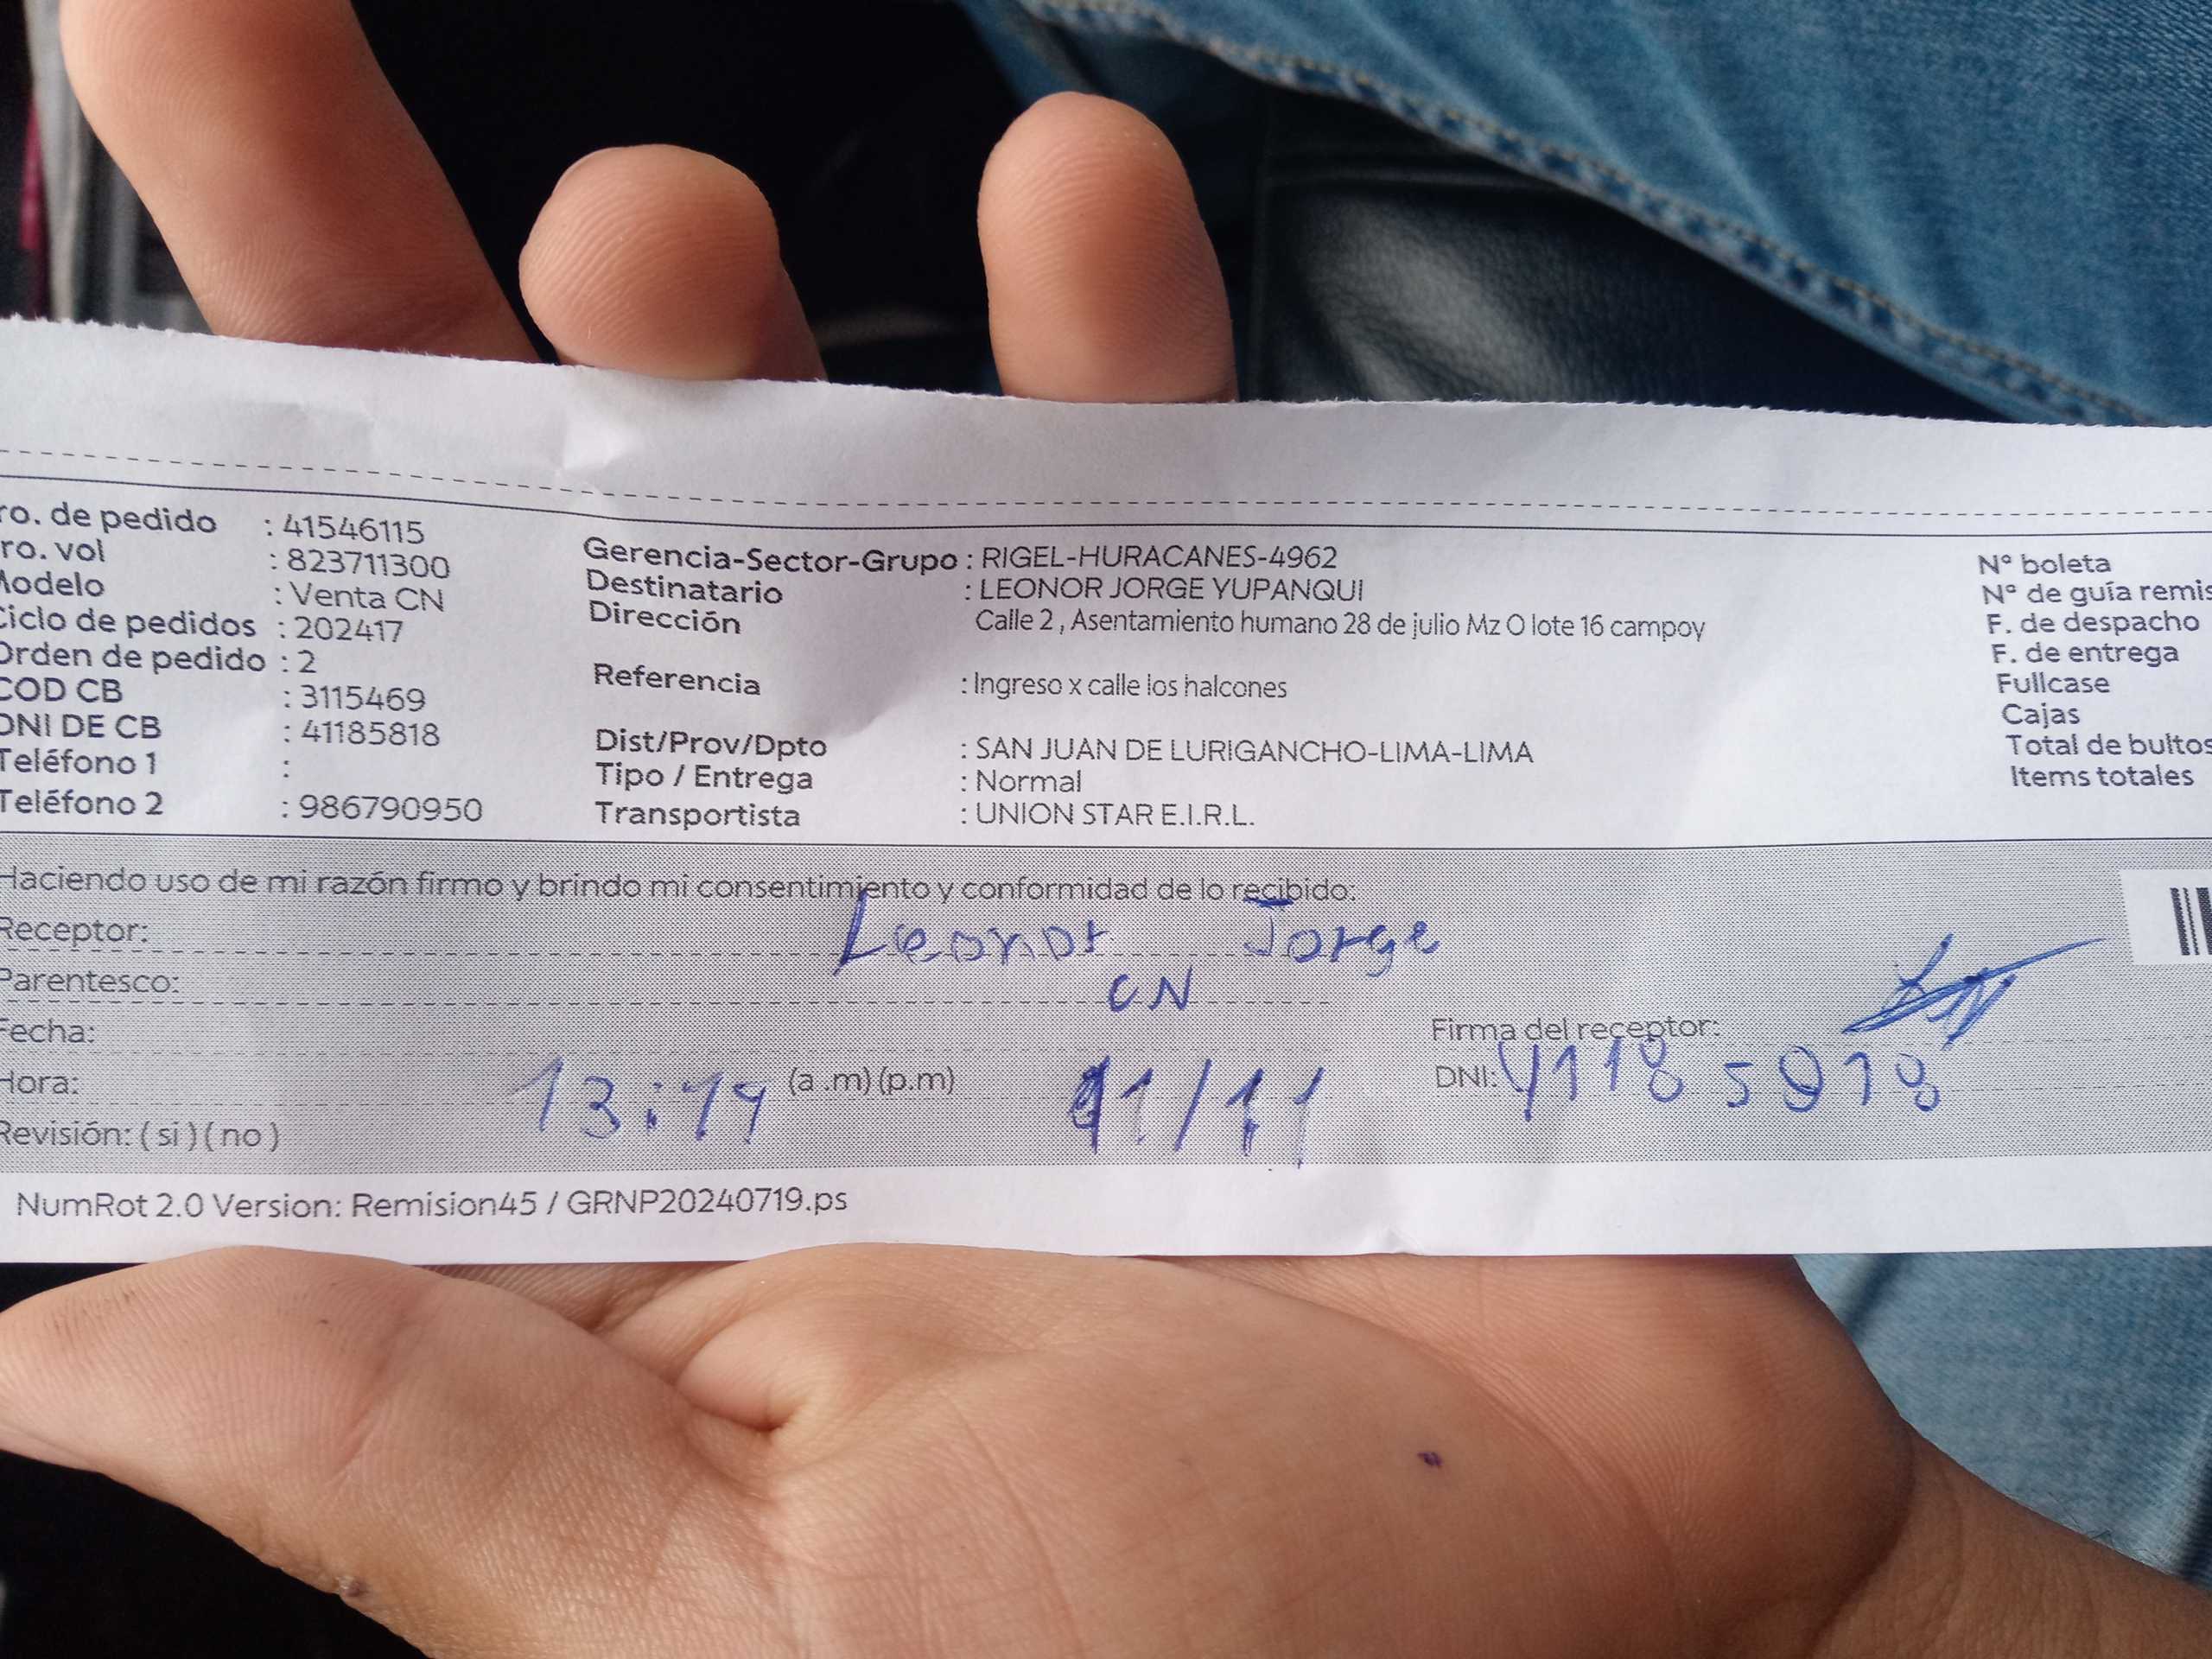 ro. de pedido : 41546115
ro. vol : 823711300
Modelo : Venta CN
Ciclo de pedidos : 202417
Orden de pedido : 2
COD CB : 3115469
DNI DE CB : 41185818
Teléfono 1 :
Teléfono 2 : 986790950
Gerencia-Sector-Grupo : RIGEL-HURACANES-4962
Destinatario : LEONOR JORGE YUPANQUI
Dirección Calle 2 , Asentamiento humano 28 de julio Mz O lote 16 campoy
Referencia : Ingreso x calle los halcones
Dist/Prov/Dpto : SAN JUAN DE LURIGANCHO-LIMA-LIMA
Tipo / Entrega : Normal
Transportista : UNION STAR E.I.R.L.
N° boleta
N° de guía remis
F. de despacho
F. de entrega
Fullcase
Cajas
Total de bultos
Items totales
Haciendo uso de mi razón firmo y brindo mi consentimiento y conformidad de lo recibido:
Receptor: Leonor Jorge
Parentesco: CN
Fecha:
Firma del receptor:
Hora: (a .m) (p.m) 11/11
DNI:
Revisión: ( si ) ( no )
NumRot 2.0 Version: Remision45 / GRNP20240719.ps